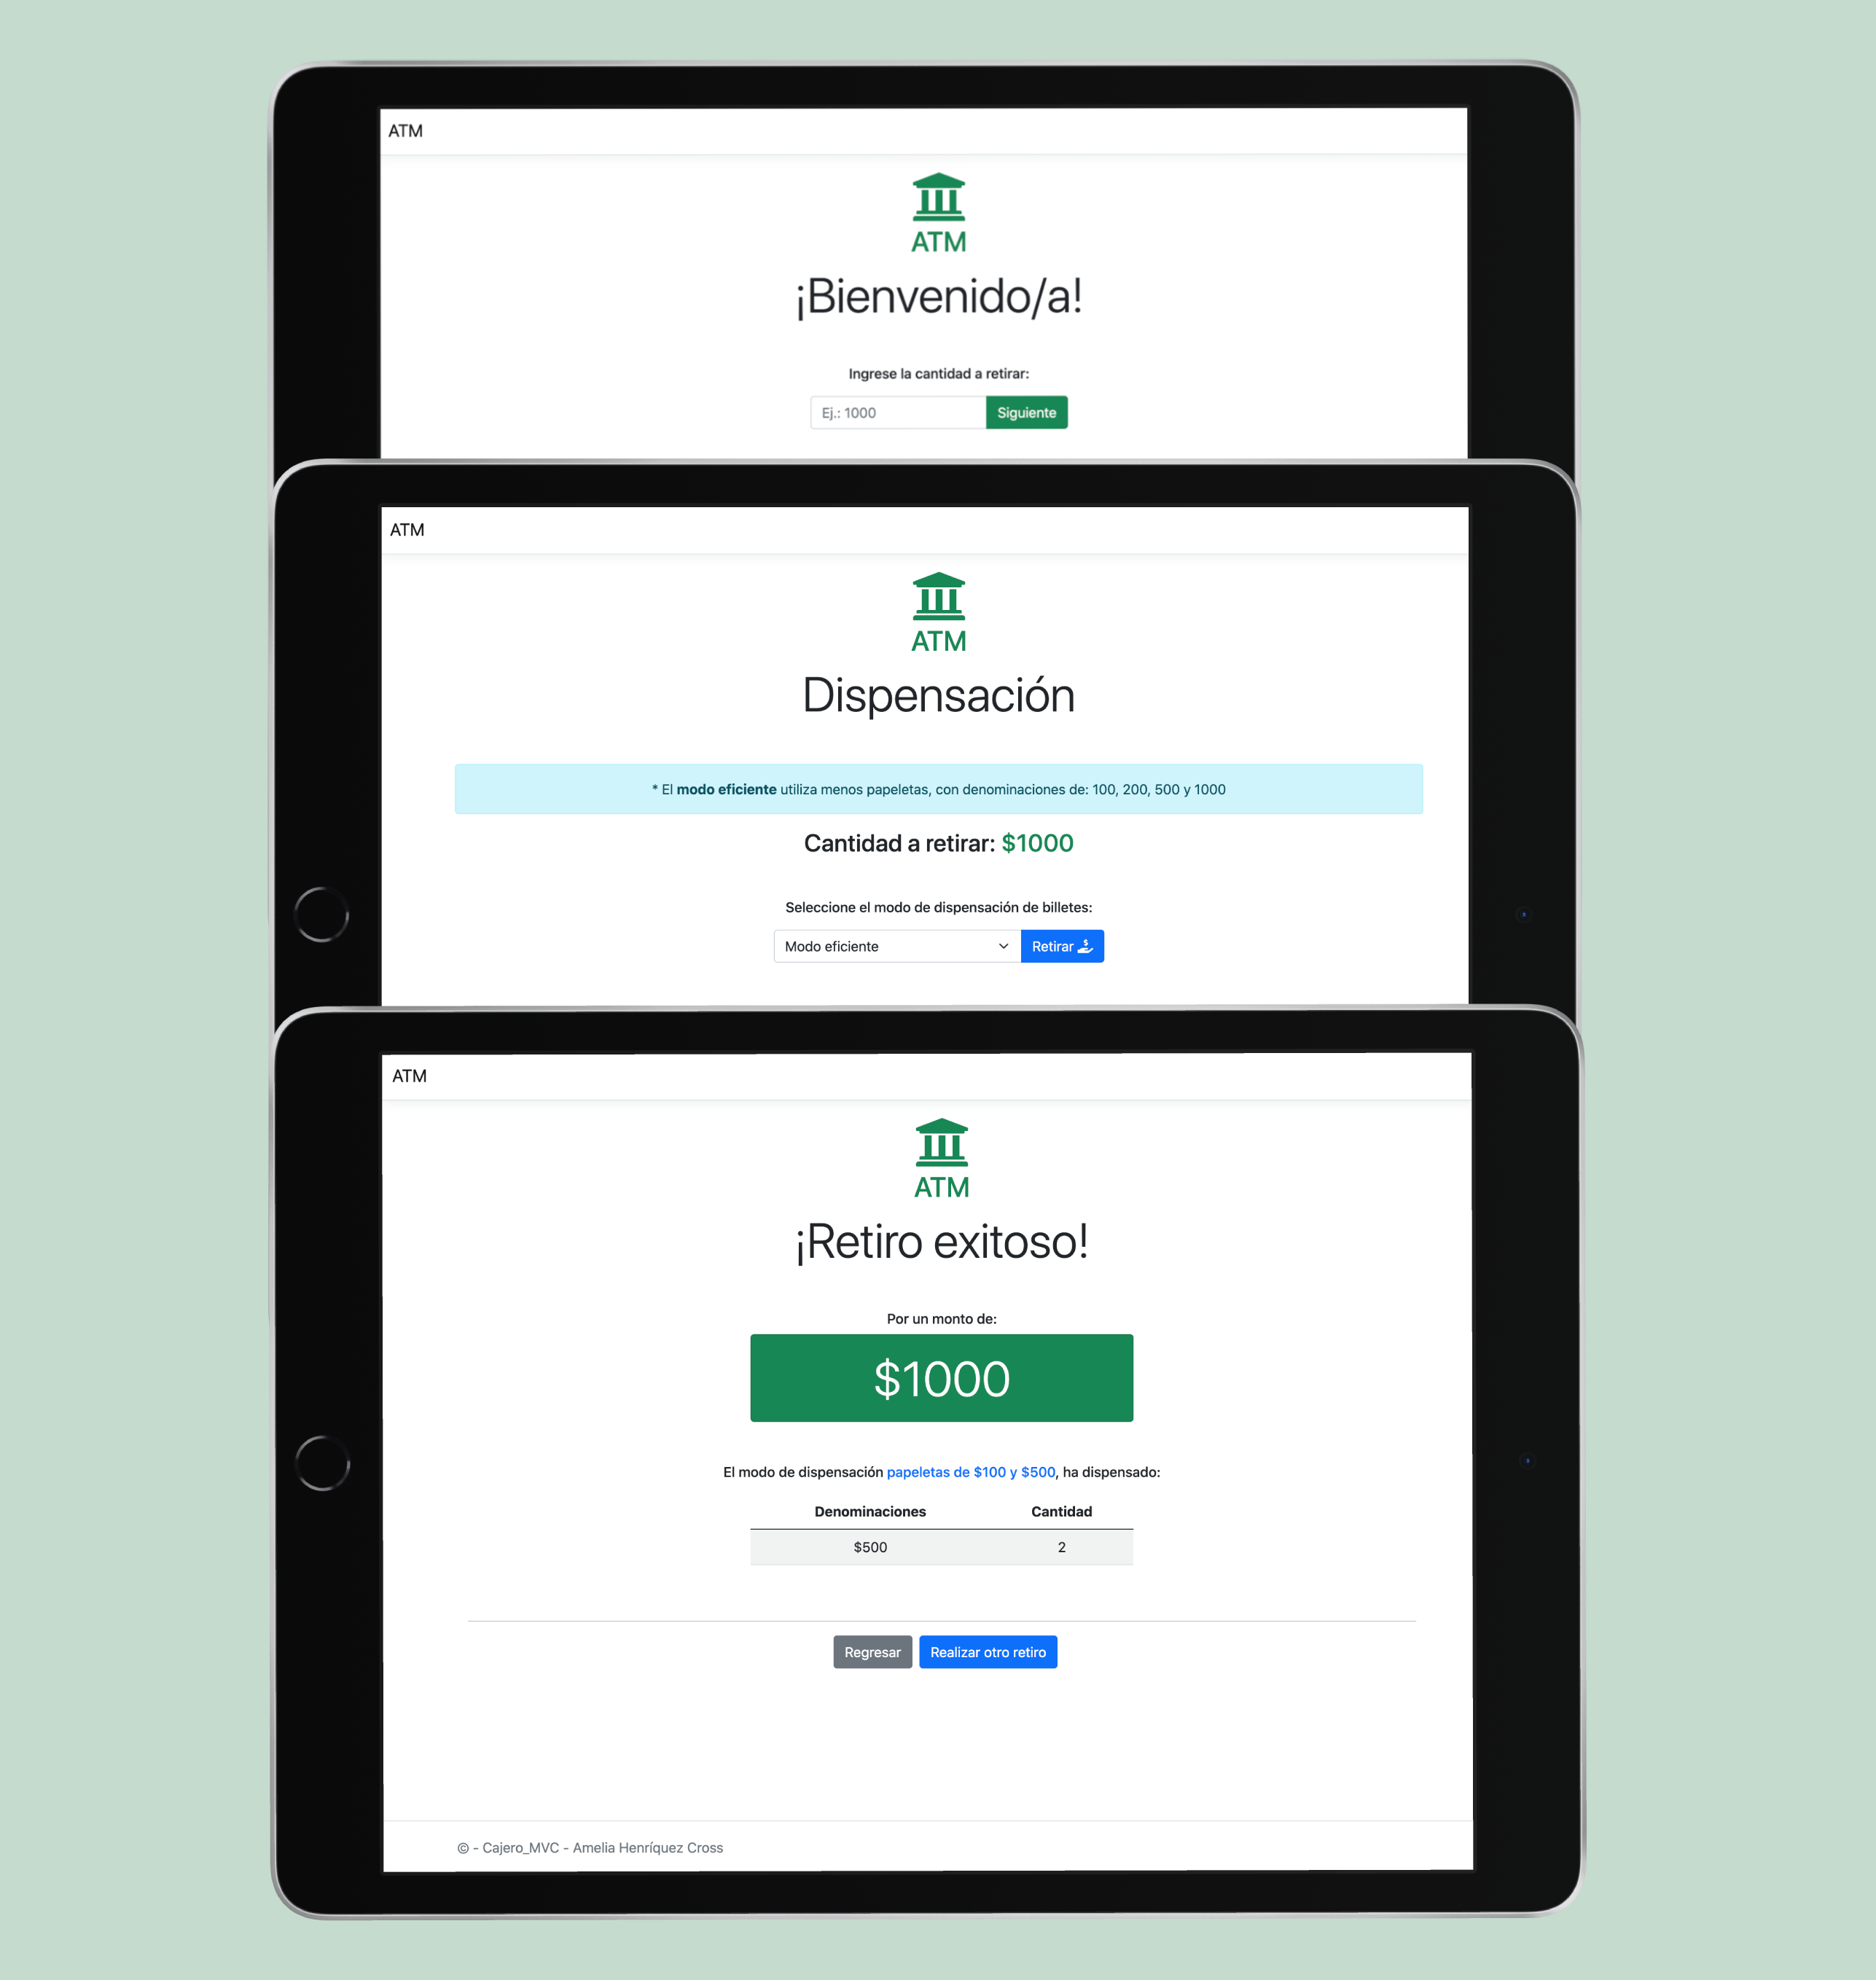 ATM
ATM
¡Bienvenido/a!
Ingrese la cantidad a retirar:
Ej.: 1000 Siguiente
ATM
ATM
Dispensación
* El modo eficiente utiliza menos papeletas, con denominaciones de: 100, 200, 500 y 1000
Cantidad a retirar: $1000
Seleccione el modo de dispensación de billetes:
Modo eficiente Retirar
ATM
ATM
¡Retiro exitoso!
Por un monto de:
$1000
El modo de dispensación papeletas de $100 y $500, ha dispensado:
Denominaciones Cantidad
$500 2
Regresar Realizar otro retiro
© - Cajero_MVC - Amelia Henríquez Cross